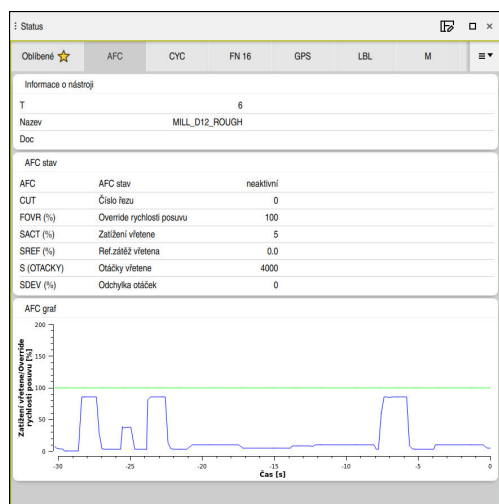 Status
Oblíbené AFC CYC FN 16 GPS LBL M
Informace o nástroji
T 6
Nazev MILL_D12_ROUGH
Doc
AFC stav
AFC AFC stav neaktivní
CUT Číslo řezu 0
FOVR (%) Override rychlosti posuvu 100
SACT (%) Zatížení vřetene 5
SREF (%) Ref.zátěž vřetena 0.0
S (OTACKY) Otáčky vřetene 4000
SDEV (%) Odchylka otáček 0
AFC graf
Zatížení vřetene/Override
rychlosti posuvu [%]
200
150
100
50
0
-30 -25 -20 -15 -10 -5 0
Čas [s]